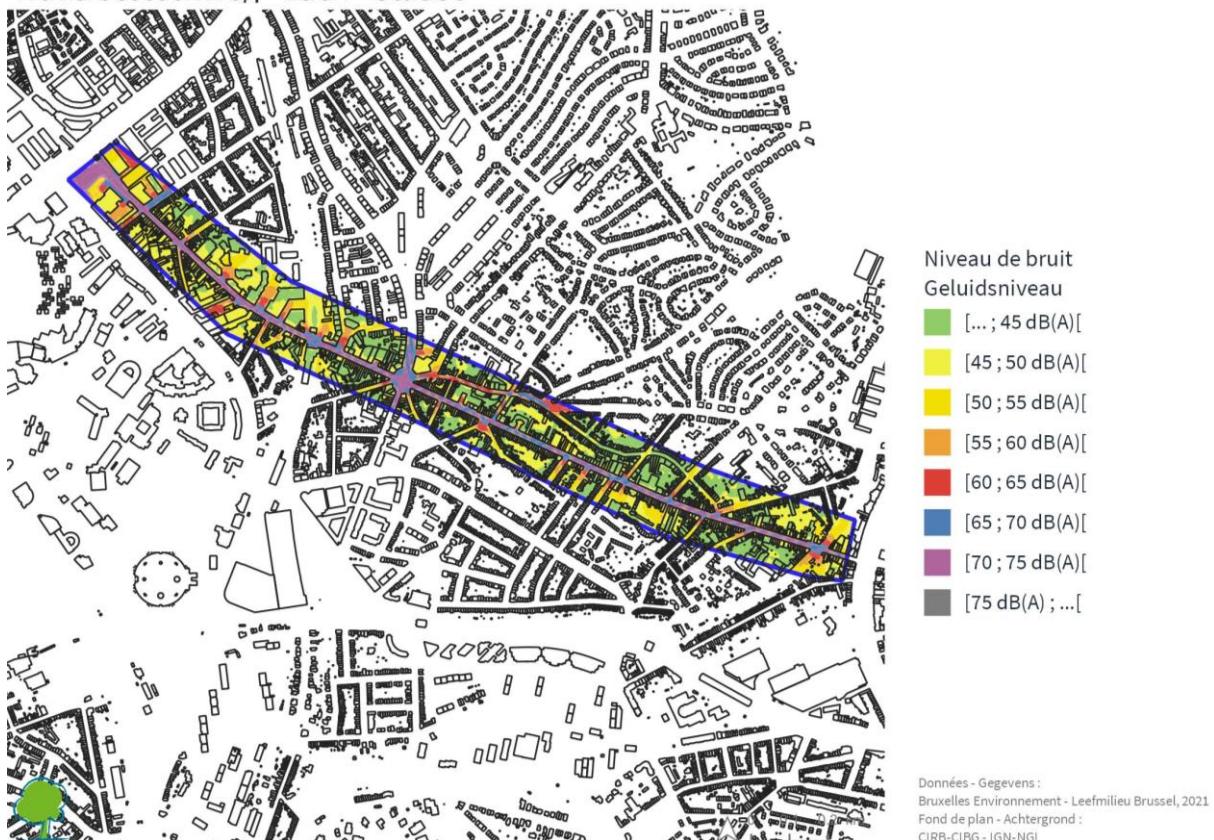 Niveau de bruit
Geluidsniveau
[... ; 45 dB(A)[
[45 ; 50 dB(A)[
[50 ; 55 dB(A)[
[55 ; 60 dB(A)[
[60 ; 65 dB(A)[
[65 ; 70 dB(A)[
[70 ; 75 dB(A)[
[75 dB(A) ; ...[
Données - Gegevens :
Bruxelles Environnement - Leefmilieu Brussel, 2021
Fond de plan - Achtergrond :
CIRB-CIBG - IGN-NGI